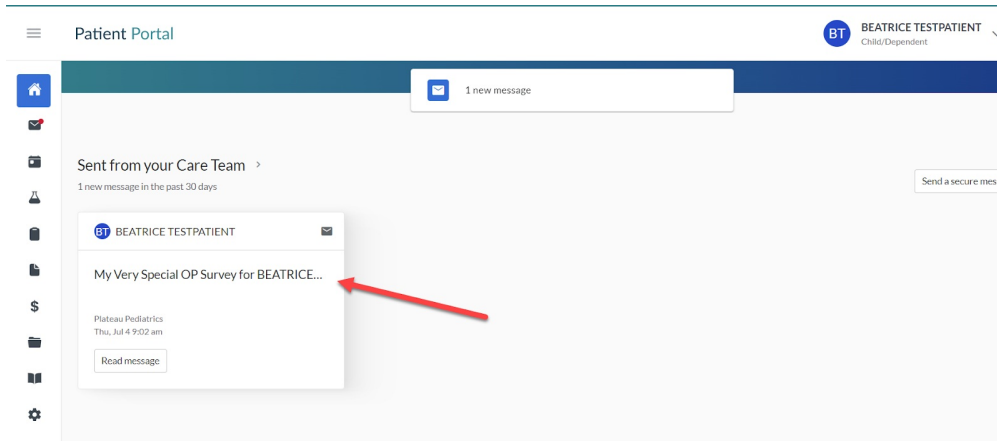 Patient Portal
BT
BEATRICE TESTPATIENT
Child/Dependent
1 new message
Sent from your Care Team
1 new message in the past 30 days
Send a secure mes
BT BEATRICE TESTPATIENT
My Very Special OP Survey for BEATRICE...
Plateau Pediatrics
Thu, Jul 4 9:02 am
Read message
$